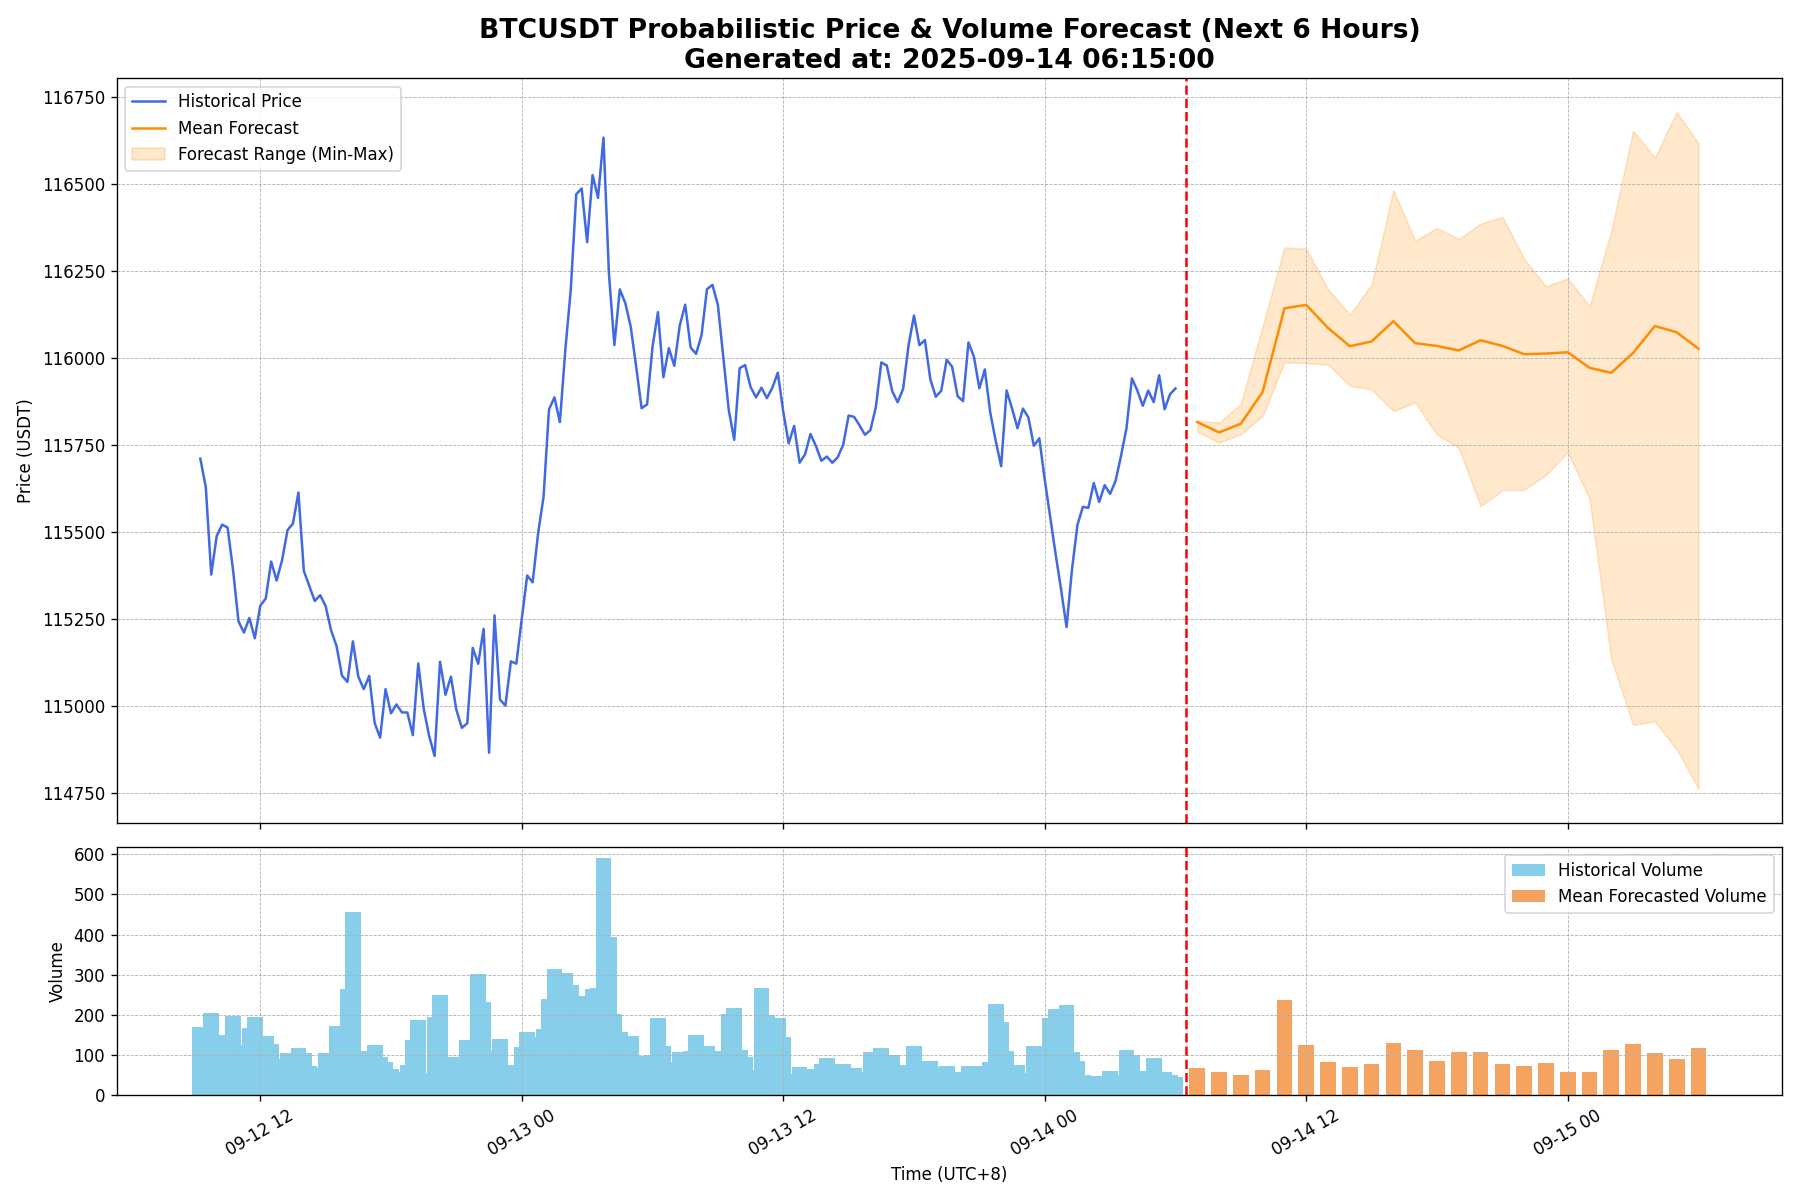 BTCUSDT Probabilistic Price & Volume Forecast (Next 6 Hours)
Generated at: 2025-09-14 06:15:00
Historical Price
Mean Forecast
Forecast Range (Min-Max)
Price (USDT)
116750
116500
116250
116000
115750
115500
115250
115000
114750
Historical Volume
Mean Forecasted Volume
Volume
600
500
400
300
200
100
0
09-12 12
09-13 00
09-13 12
09-14 00
09-14 12
09-15 00
Time (UTC+8)